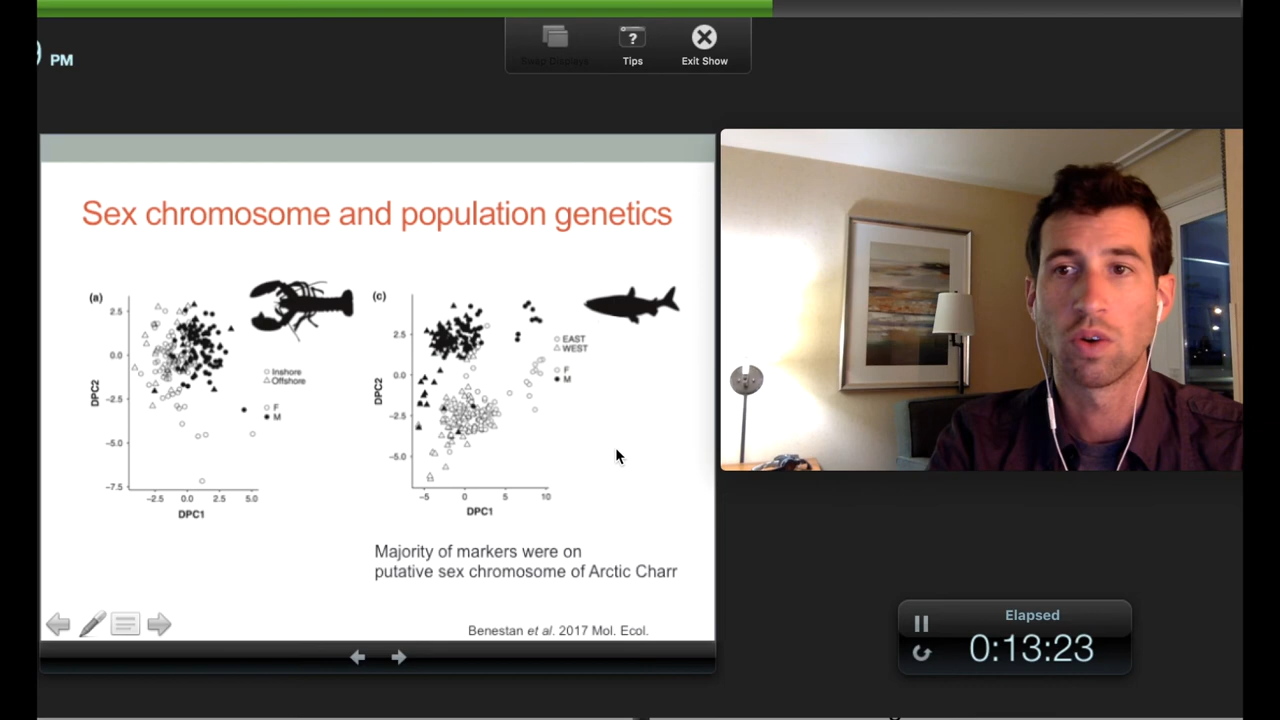 PM
Swap Displays
Tips
Exit Show
Sex chromosome and population genetics
(a)
2.5
0.0
−2.5
−5.0
−7.5
DPC2
−2.5 0.0 2.5 5.0
DPC1
Inshore
Offshore
F
M
(c)
2.5
0.0
−2.5
−5.0
DPC2
−5 0 5 10
DPC1
EAST
WEST
F
M
Majority of markers were on
putative sex chromosome of Arctic Charr
Benestan et al. 2017 Mol. Ecol.
Elapsed
0:13:23